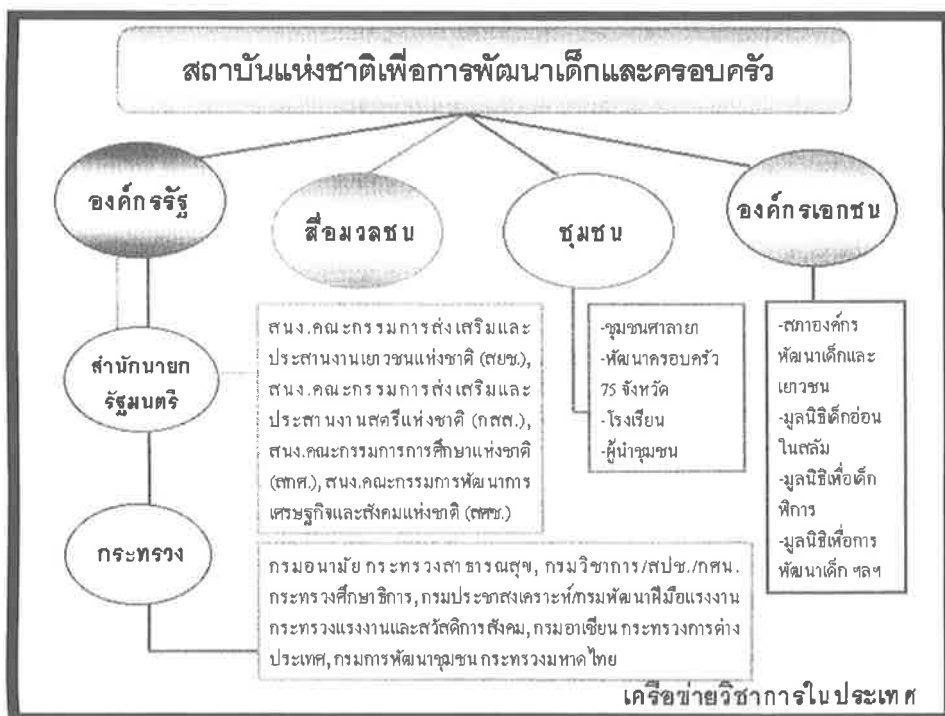 สถาบันแห่งชาติเพื่อการพัฒนาเด็กและครอบครัว
องค์กรรัฐ
สื่อมวลชน
ชุมชน
องค์กรเอกชน
สำนักนายก
รัฐมนตรี
สนง.คณะกรรมการส่งเสริมและ
ประสานงานเยาวชนแห่งชาติ (สยช.),
สนง.คณะกรรมการส่งเสริมและ
ประสานงานสตรีแห่งชาติ (กสส.),
สนง.คณะกรรมการการศึกษาแห่งชาติ
(สกศ.), สนง.คณะกรรมการพัฒนาการ
เศรษฐกิจและสังคมแห่งชาติ (สศช.)
-ชุมชนศาลายา
-พัฒนาครอบครัว
75 จังหวัด
-โรงเรียน
-ผู้นำชุมชน
-สภาองค์กร
พัฒนาเด็กและ
เยาวชน
-มูลนิธิเด็กอ่อน
ในสลัม
-มูลนิธิเพื่อเด็ก
พิการ
-มูลนิธิเพื่อการ
พัฒนาเด็ก ฯลฯ
กระทรวง
กรมอนามัย กระทรวงสาธารณสุข, กรมวิชาการ/สปช./กศน.
กระทรวงศึกษาธิการ, กรมประชาสงเคราะห์/กรมพัฒนาฝีมือแรงงาน
กระทรวงแรงงานและสวัสดิการสังคม, กรมอาเซียน กระทรวงการต่าง
ประเทศ, กรมการพัฒนาชุมชน กระทรวงมหาดไทย
เครือข่ายวิชาการในประเทศ